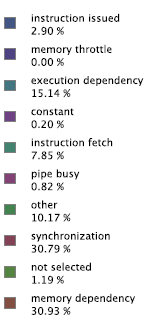 instruction issued
2.90 %
memory throttle
0.00 %
execution dependency
15.14 %
constant
0.20 %
instruction fetch
7.85 %
pipe busy
0.82 %
other
10.17 %
synchronization
30.79 %
not selected
1.19 %
memory dependency
30.93 %